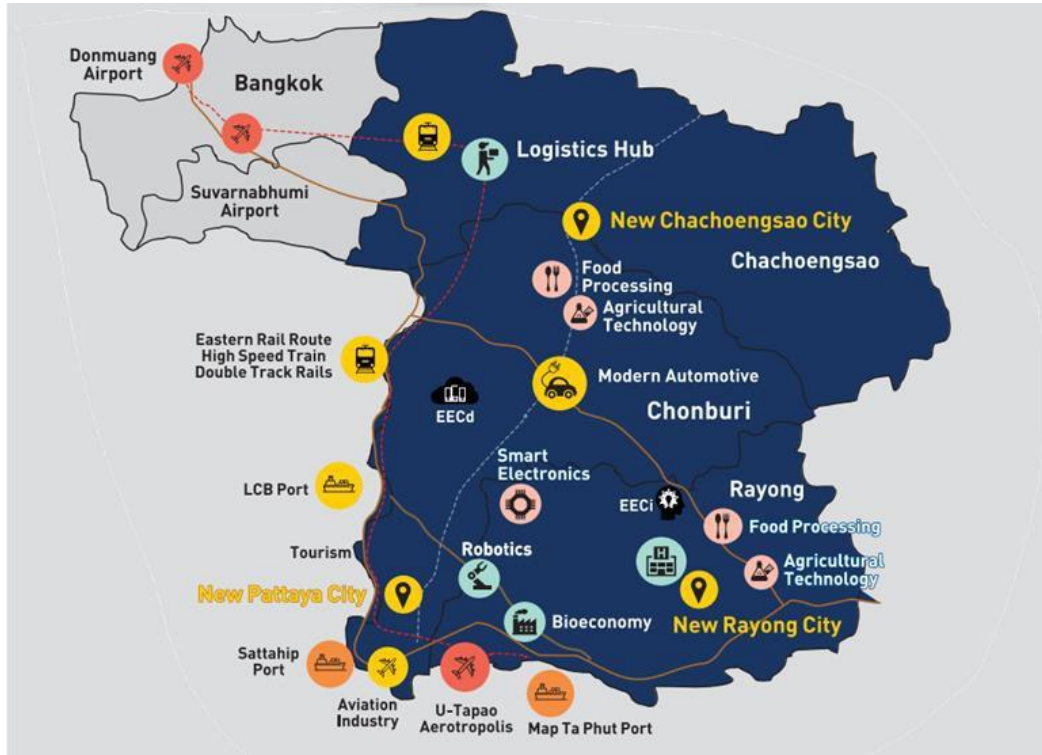 Donmuang
Airport
Bangkok
Logistics Hub
Suvarnabhumi
Airport
New Chachoengsao City
Chachoengsao
Food
Processing
Agricultural
Technology
Eastern Rail Route
High Speed Train
Double Track Rails
Modern Automotive
Chonburi
EECd
Smart
Electronics
LCB Port
EECi
Rayong
Food Processing
Tourism
Robotics
H
Agricultural
Technology
New Pattaya City
Bioeconomy
New Rayong City
Sattahip
Port
Aviation
Industry
U-Tapao
Aerotropolis
Map Ta Phut Port